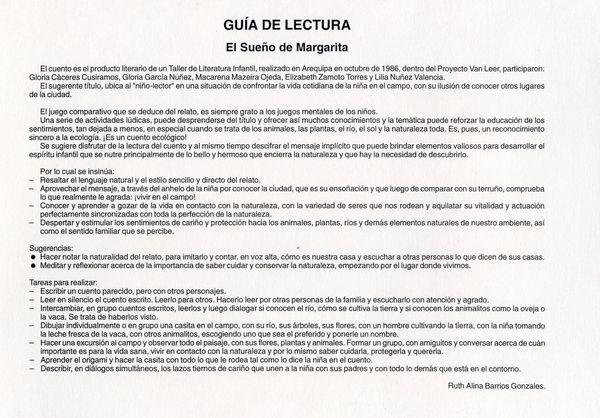 GUÍA DE LECTURA
El Sueño de Margarita
El cuento es el producto literario de un Taller de Literatura Infantil, realizado en Arequipa en octubre de 1986, dentro del Proyecto Van Leer, participaron:
Gloria Cáceres Cusiramos, Gloria García Núñez, Macarena Mazeira Ojeda, Elizabeth Zamoto Torres y Lilia Nuñez Valencia.
El sugerente título, ubica al "niño-lector" en una situación de confrontar la vida cotidiana de la niña en el campo, con su ilusión de conocer otros lugares
de la ciudad.
El juego comparativo que se deduce del relato, es siempre grato a los juegos mentales de los niños.
Una serie de actividades lúdicas, puede desprenderse del título y ofrecer así muchos conocimientos y la temática puede reforzar la educación de los
sentimientos, tan dejada a menos, en especial cuando se trata de los animales, las plantas, el río, el sol y la naturaleza toda. Es, pues, un reconocimiento
sincero a la ecología. ¡Es un cuento ecológico!
Se sugiere disfrutar de la lectura del cuento y al mismo tiempo descifrar el mensaje implícito que puede brindar elementos valiosos para desarrollar el
espíritu infantil que se nutre principalmente de lo bello y hermoso que encierra la naturaleza y que hay la necesidad de descubrirlo.
Por lo cual se insinúa:
– Resaltar el lenguaje natural y el estilo sencillo y directo del relato.
– Aprovechar el mensaje, a través del anhelo de la niña por conocer la ciudad, que es su ensoñación y que luego de comparar con su terruño, comprueba
lo que realmente le agrada: ¡vivir en el campo!
– Conocer y aprender a gozar de la vida en contacto con la naturaleza, con la variedad de seres que nos rodean y aquilatar su vitalidad y actuación
perfectamente sincronizadas con toda la perfección de la naturaleza.
– Despertar y estimular los sentimientos de cariño y protección hacia los animales, plantas, ríos y demás elementos naturales de nuestro ambiente, así
como el sentido familiar que se percibe.
Sugerencias:
● Hacer notar la naturalidad del relato, para imitarlo y contar, en voz alta, cómo es nuestra casa y escuchar a otras personas lo que dicen de sus casas.
● Meditar y reflexionar acerca de la importancia de saber cuidar y conservar la naturaleza, empezando por el lugar donde vivimos.
Tareas para realizar:
– Escribir un cuento parecido, pero con otros personajes.
– Leer en silencio el cuento escrito. Leerlo para otros. Hacerlo leer por otras personas de la familia y escucharlo con atención y agrado.
– Intercambiar, en grupo cuentos escritos, leerlos y luego dialogar si conocen el río, cómo se cultiva la tierra y si conocen los animales como la oveja o
la vaca. Se trata de haberlos visto.
– Dibujar individualmente o en grupo una casita en el campo, con su río, sus árboles, sus flores, con un hombre cultivando la tierra, con la niña tomando
la leche fresca de la vaca, con otros animalitos, escogiendo uno que sea el preferido y ponerle un nombre.
– Hacer una excursión al campo y observar todo el paisaje, con sus flores, plantas y animales. Formar un grupo, con amiguitos y conversar acerca de cuán
importante es para la vida sana, vivir en contacto con la naturaleza y por lo mismo saber cuidarla, protegerla y quererla.
– Aprender el origami y hacer la casita con todo lo que le rodea como lo dice la niña en el cuento.
– Describir, en diálogos simultáneos, los lazos tiernos de cariño que unen a la niña con sus padres y con todo lo demás que está en el contorno.
Ruth Alina Barrios Gonzales.